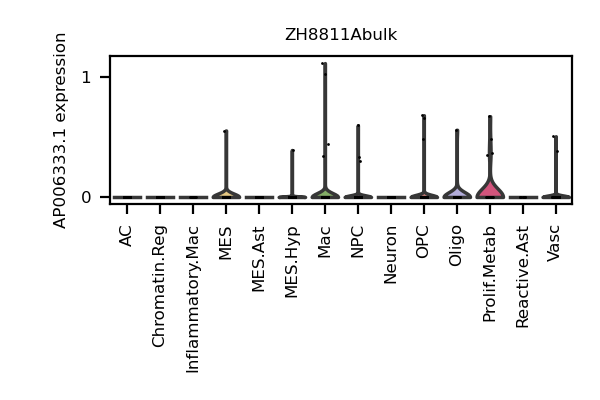 ZH8811Abulk
AP006333.1 expression
1
0
AC
Chromatin.Reg
Inflammatory.Mac
MES
MES.Ast
MES.Hyp
Mac
NPC
Neuron
OPC
Oligo
Prolif.Metab
Reactive.Ast
Vasc